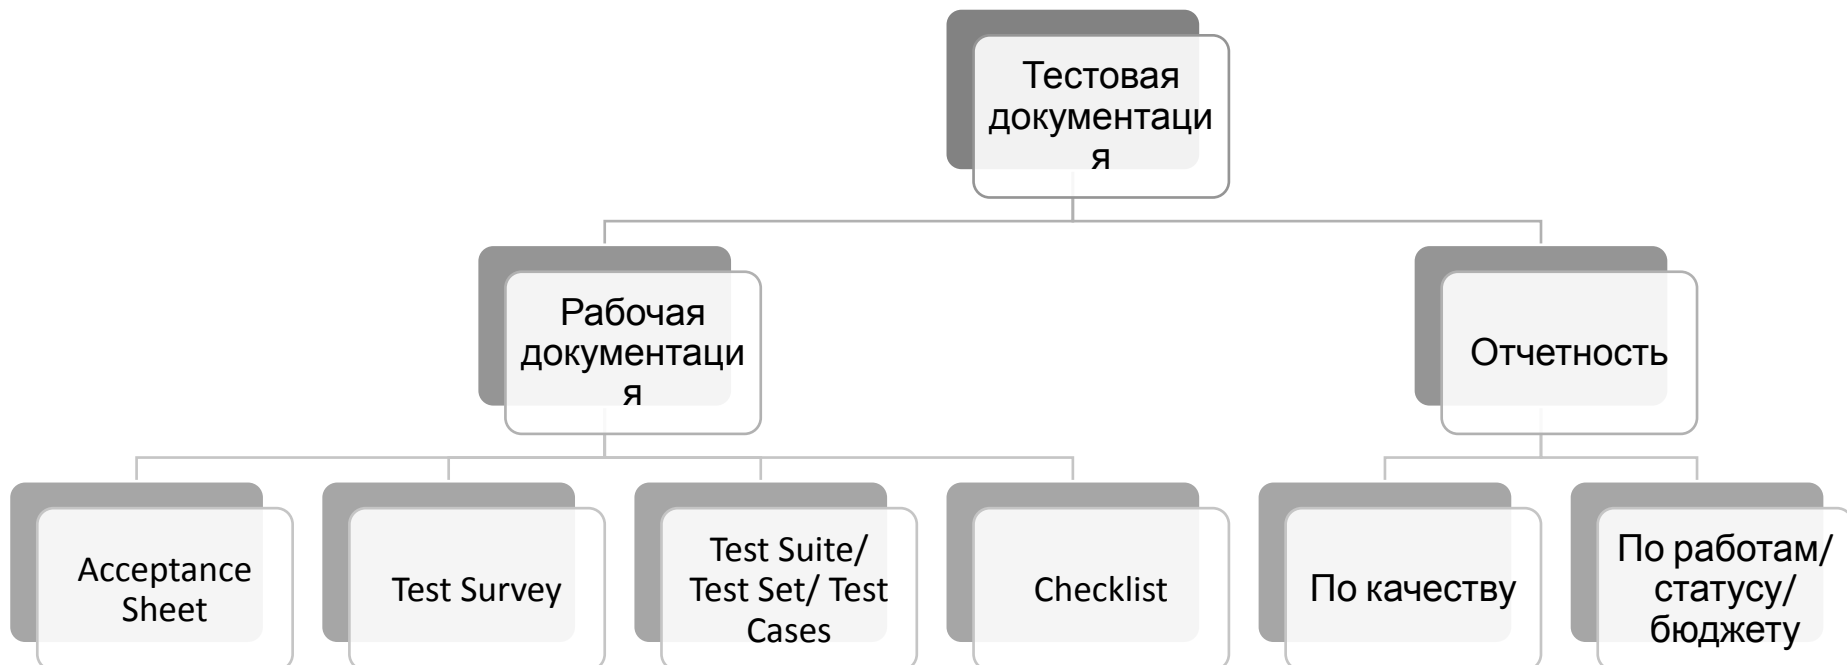 Тестовая
документаци
я
Рабочая
документаци
я
Отчетность
Acceptance
Sheet
Test Survey
Test Suite/
Test Set/ Test
Cases
Checklist
По качеству
По работам/
статусу/
бюджету